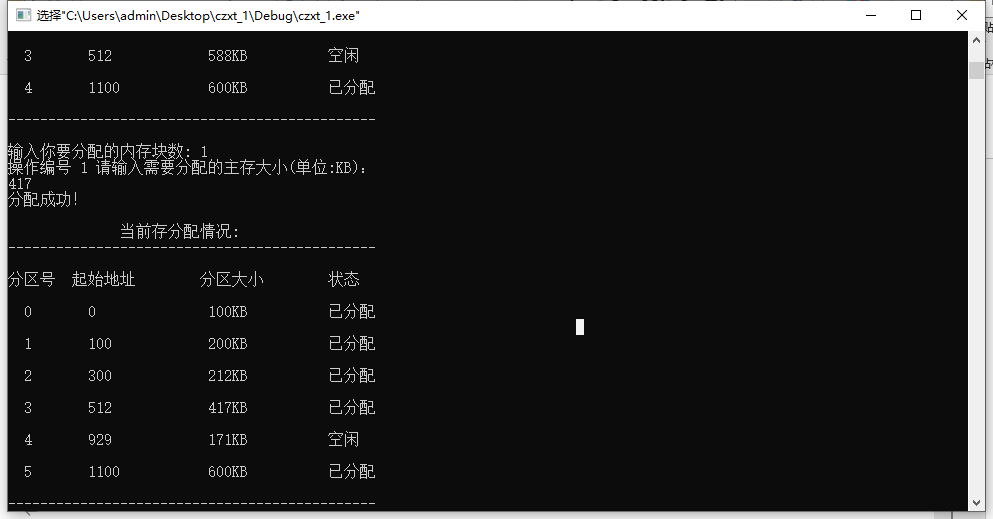 选择"C:\Users\admin\Desktop\czxt_1\Debug\czxt_1.exe"
3 512 588KB 空闲
4 1100 600KB 已分配
----------------------------------------------
输入你要分配的内存块数: 1
操作编号 1 请输入需要分配的主存大小(单位:KB):
417
分配成功!
当前存分配情况:
----------------------------------------------
分区号 起始地址 分区大小 状态
0 0 100KB 已分配
1 100 200KB 已分配
2 300 212KB 已分配
3 512 417KB 已分配
4 929 171KB 空闲
5 1100 600KB 已分配
----------------------------------------------